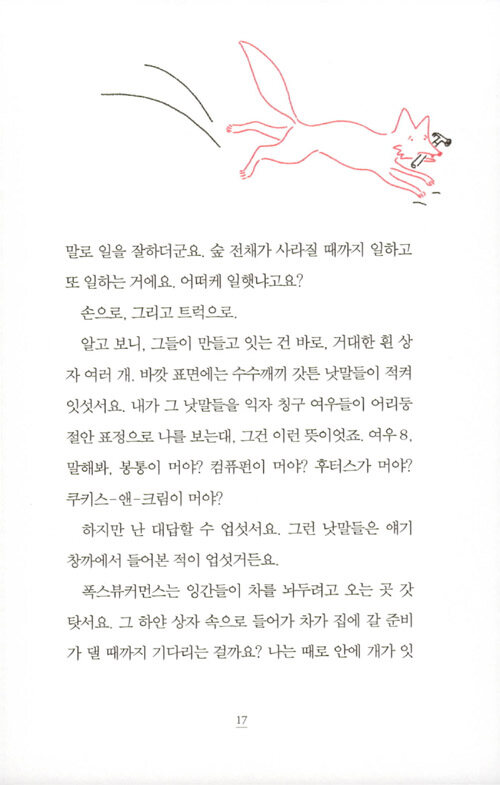 말로 일을 잘하더군요. 숲 전채가 사라질 때까지 일하고
또 일하는 거에요. 어떠케 일햇냐고요?
손으로, 그리고 트럭으로.
알고 보니, 그들이 만들고 잇는 건 바로, 거대한 흰 상
자 여러 개. 바깟 표면에는 수수깨끼 갓튼 낫말들이 적켜
잇섯서요. 내가 그 낫말들을 익자 칭구 여우들이 어리둥
절안 표정으로 나를 보는대, 그건 이런 뜻이엇죠. 여우 8,
말해봐, 봉통이 머야? 컴퓨펀이 머야? 후터스가 머야?
쿠키스-앤-크림이 머야?
하지만 난 대답할 수 업섯서요. 그런 낫말들은 얘기
창까에서 들어본 적이 업섯거든요.
폭스뷰커먼스는 잉간들이 차를 놔두려고 오는 곳 갓
탓서요. 그 하얀 상자 속으로 들어가 차가 집에 갈 준비
가 댈 때까지 기다리는 걸까요? 나는 때로 안에 개가 잇
17